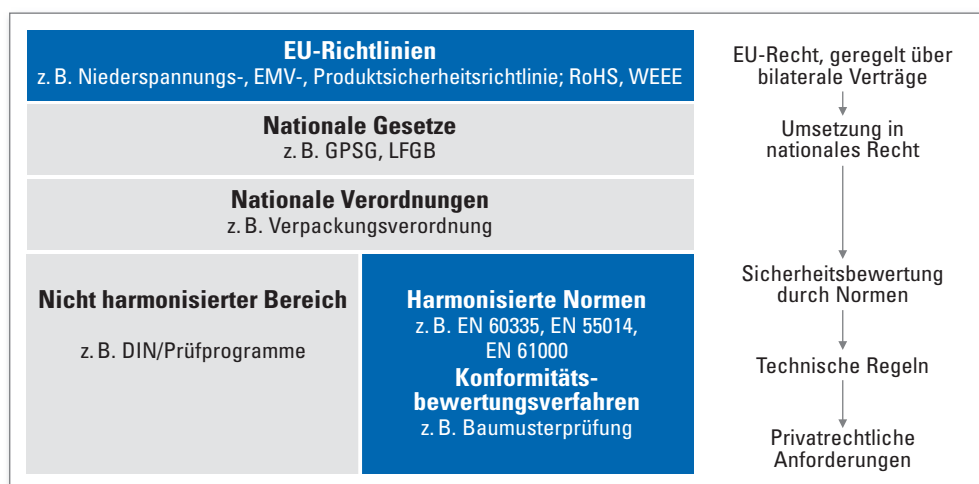 EU-Richtlinien
z. B. Niederspannungs-, EMV-, Produktsicherheitsrichtlinie; RoHS, WEEE
Nationale Gesetze
z. B. GPSG, LFGB
Nationale Verordnungen
z. B. Verpackungsverordnung
Nicht harmonisierter Bereich
z. B. DIN/Prüfprogramme
Harmonisierte Normen
z. B. EN 60335, EN 55014,
EN 61000
Konformitäts-
bewertungsverfahren
z. B. Baumusterprüfung
EU-Recht, geregelt über
bilaterale Verträge
Umsetzung in
nationales Recht
Sicherheitsbewertung
durch Normen
Technische Regeln
Privatrechtliche
Anforderungen